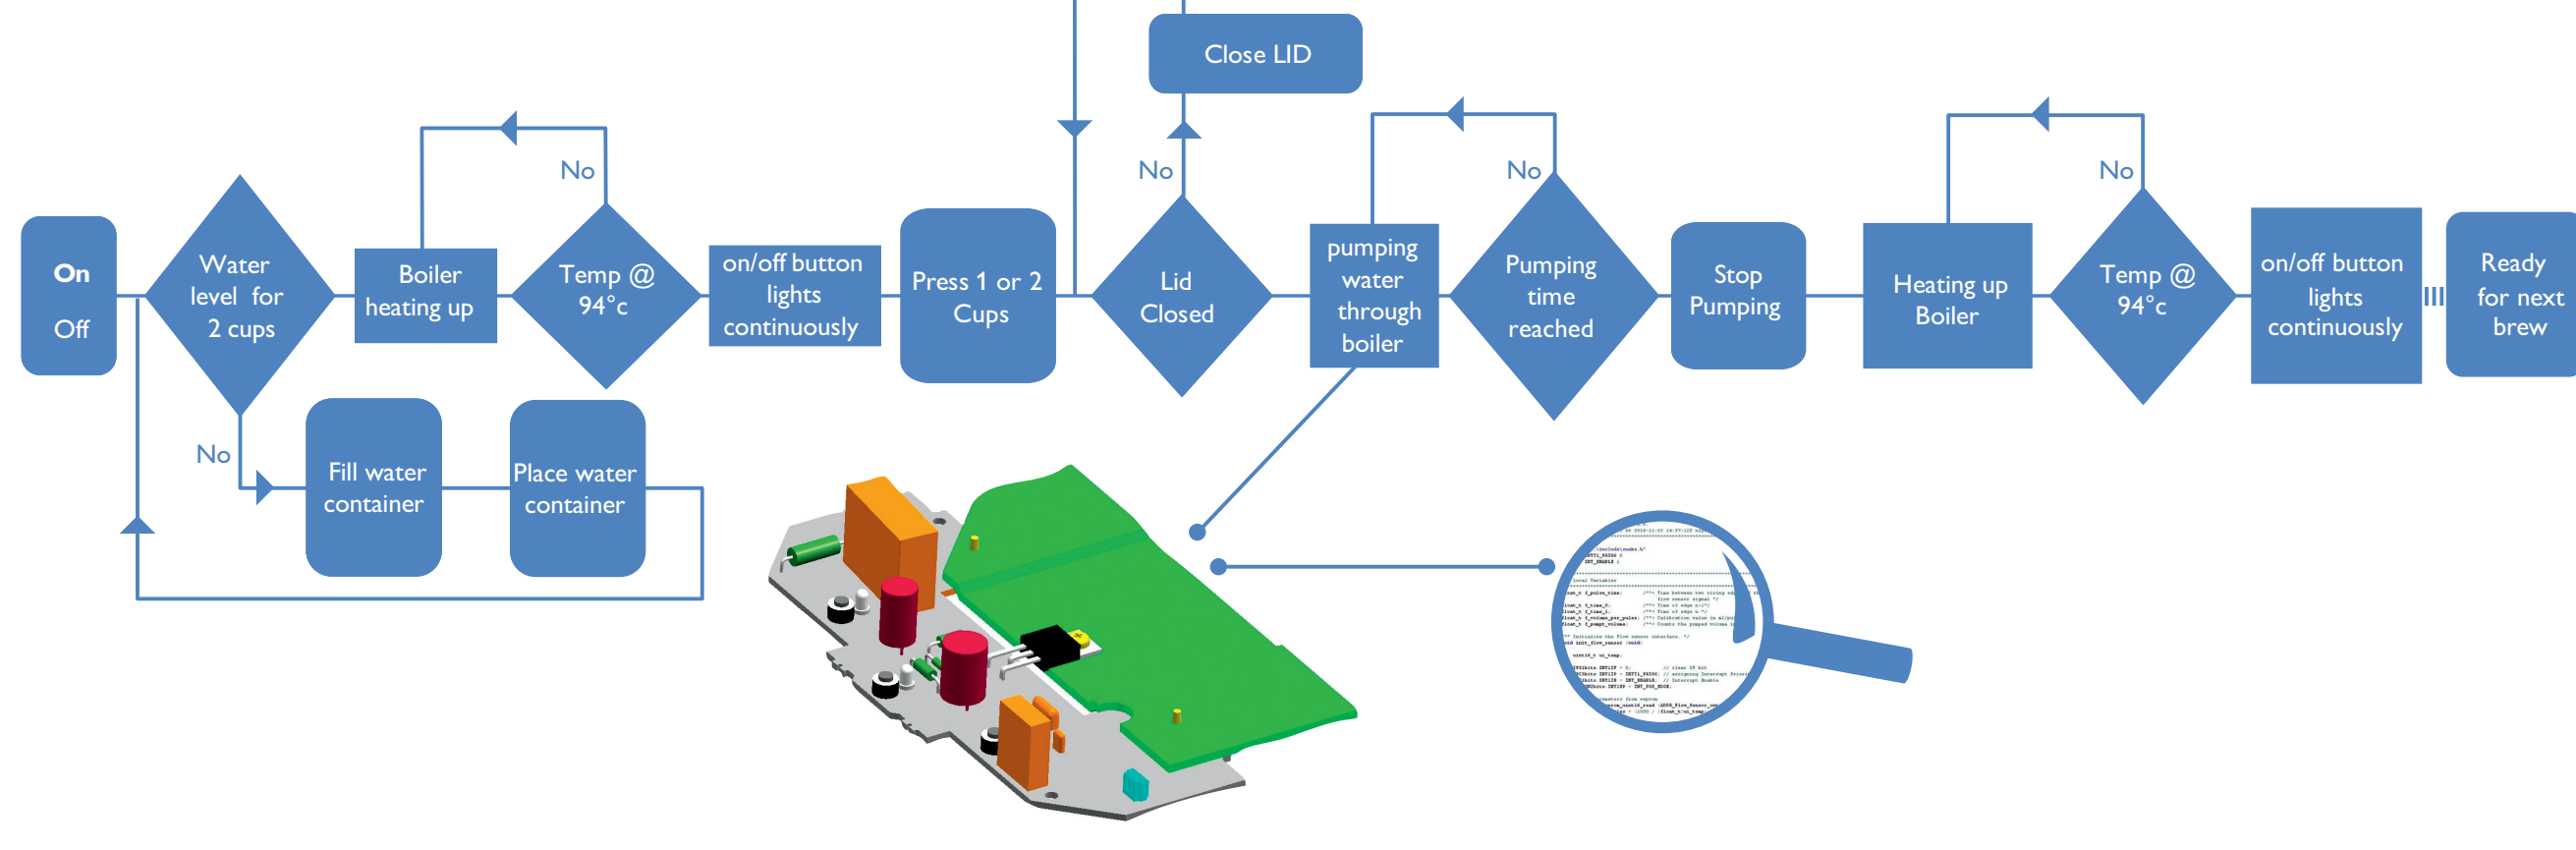 Close LID
No
No
No
No
On
Off
Water
level for
2 cups
Boiler
heating up
Temp @
94°c
on/off button
lights
continuously
Press 1 or 2
Cups
Lid
Closed
pumping
water
through
boiler
Pumping
time
reached
Stop
Pumping
Heating up
Boiler
Temp @
94°c
on/off button
lights
continuously
Ready
for next
brew
No
Fill water
container
Place water
container